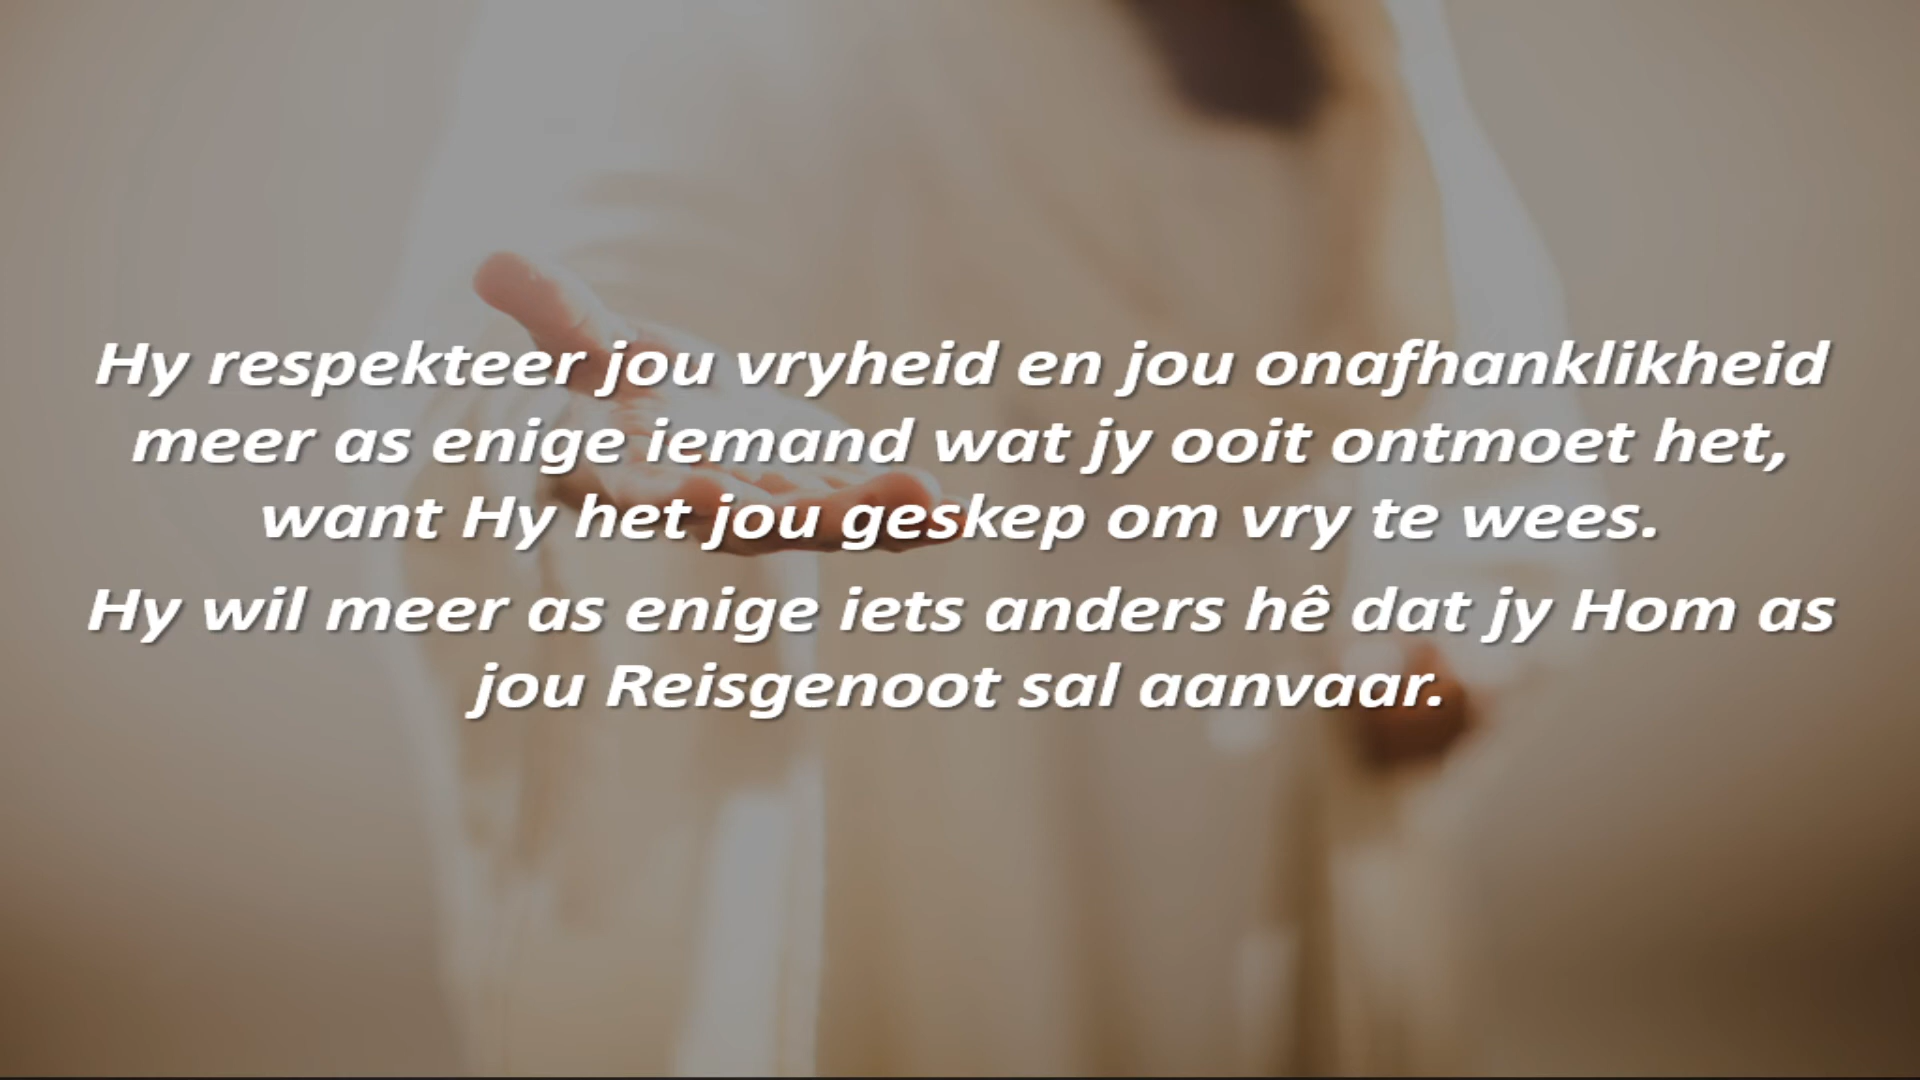 Hy respekteer jou vryheid en jou onafhanklikheid
meer as enige iemand wat jy ooit ontmoet het,
want Hy het jou geskep om vry te wees.
Hy wil meer as enige iets anders hê dat jy Hom as
jou Reisgenoot sal aanvaar.